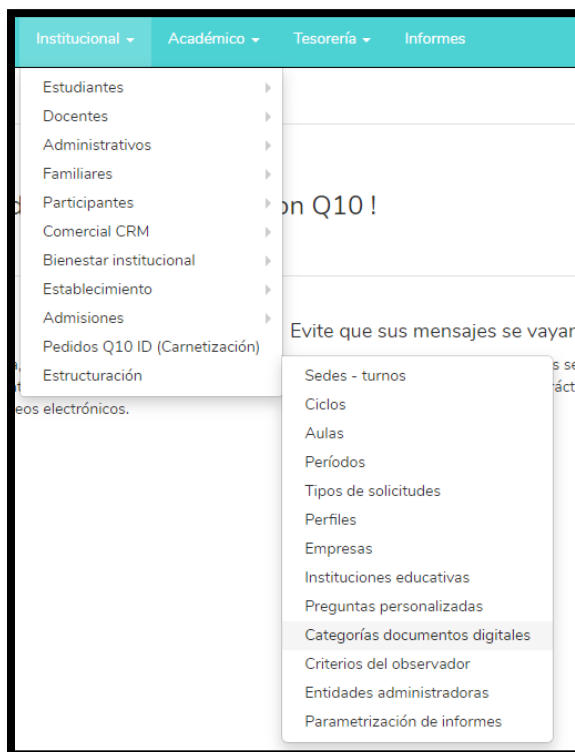 Institucional Académico Tesorería Informes
Estudiantes
Docentes
Administrativos
Familiares
Participantes
on Q10 !
Comercial CRM
Bienestar institucional
Establecimiento
Admisiones
Evite que sus mensajes se vayan
Pedidos Q10 ID (Carnetización)
Estructuración
eos electrónicos.
Sedes - turnos
Ciclos
Aulas
Períodos
Tipos de solicitudes
Perfiles
Empresas
Instituciones educativas
Preguntas personalizadas
Categorías documentos digitales
Criterios del observador
Entidades administradoras
Parametrización de informes